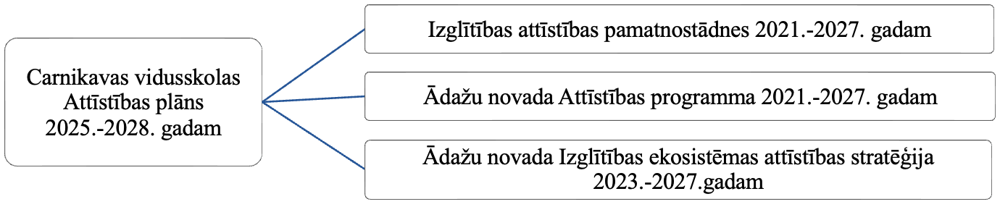 Carnikavas vidusskolas
Attīstības plāns
2025.-2028. gadam
Izglītības attīstības pamatnostādnes 2021.-2027. gadam
Ādažu novada Attīstības programma 2021.-2027. gadam
Ādažu novada Izglītības ekosistēmas attīstības stratēģija
2023.-2027.gadam